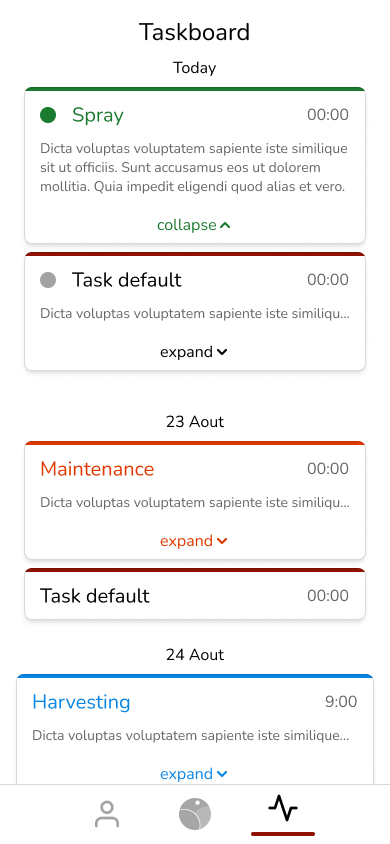 Taskboard
Today
Spray 00:00
Dicta voluptas voluptatem sapiente iste similique
sit ut officiis. Sunt accusamus eos ut dolorem
mollitia. Quia impedit eligendi quod alias et vero.
collapse
Task default 00:00
Dicta voluptas voluptatem sapiente iste similiqu...
expand
23 Aout
Maintenance 00:00
Dicta voluptas voluptatem sapiente iste similiqu...
expand
Task default 00:00
24 Aout
Harvesting 9:00
Dicta voluptas voluptatem sapiente iste similique...
expand